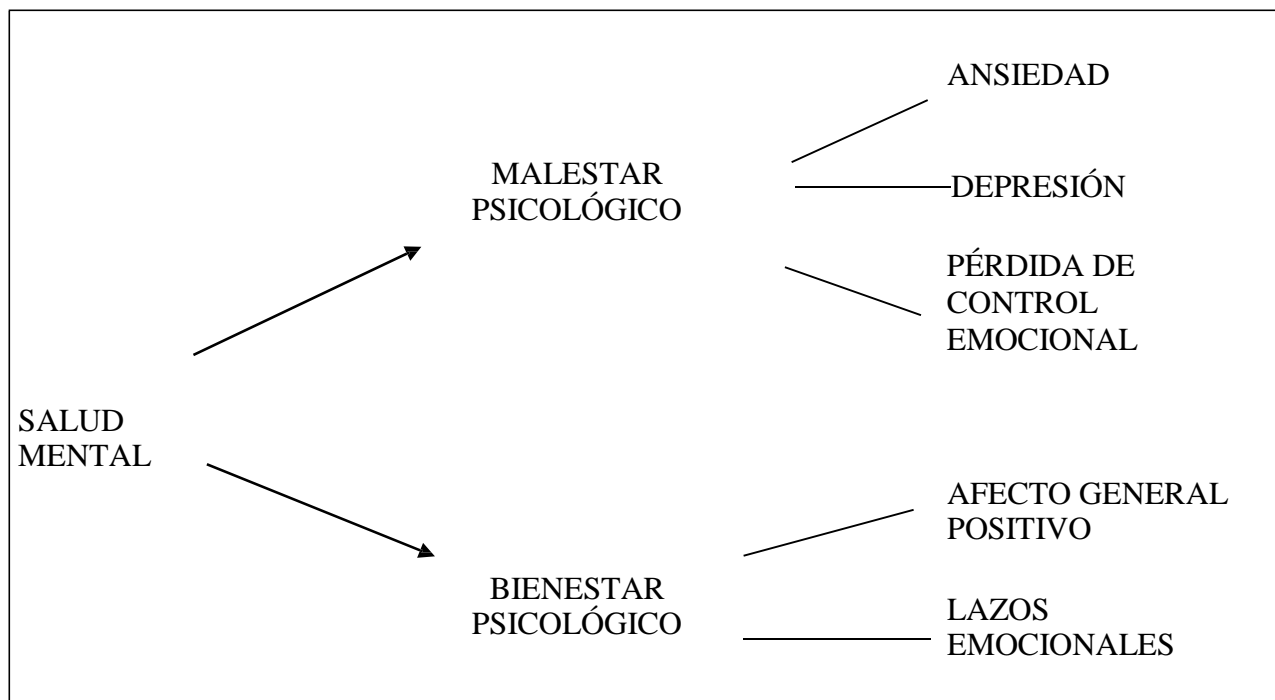 ANSIEDAD
MALESTAR
PSICOLÓGICO
DEPRESIÓN
PÉRDIDA DE
CONTROL
EMOCIONAL
SALUD
MENTAL
AFECTO GENERAL
POSITIVO
BIENESTAR
PSICOLÓGICO
LAZOS
EMOCIONALES